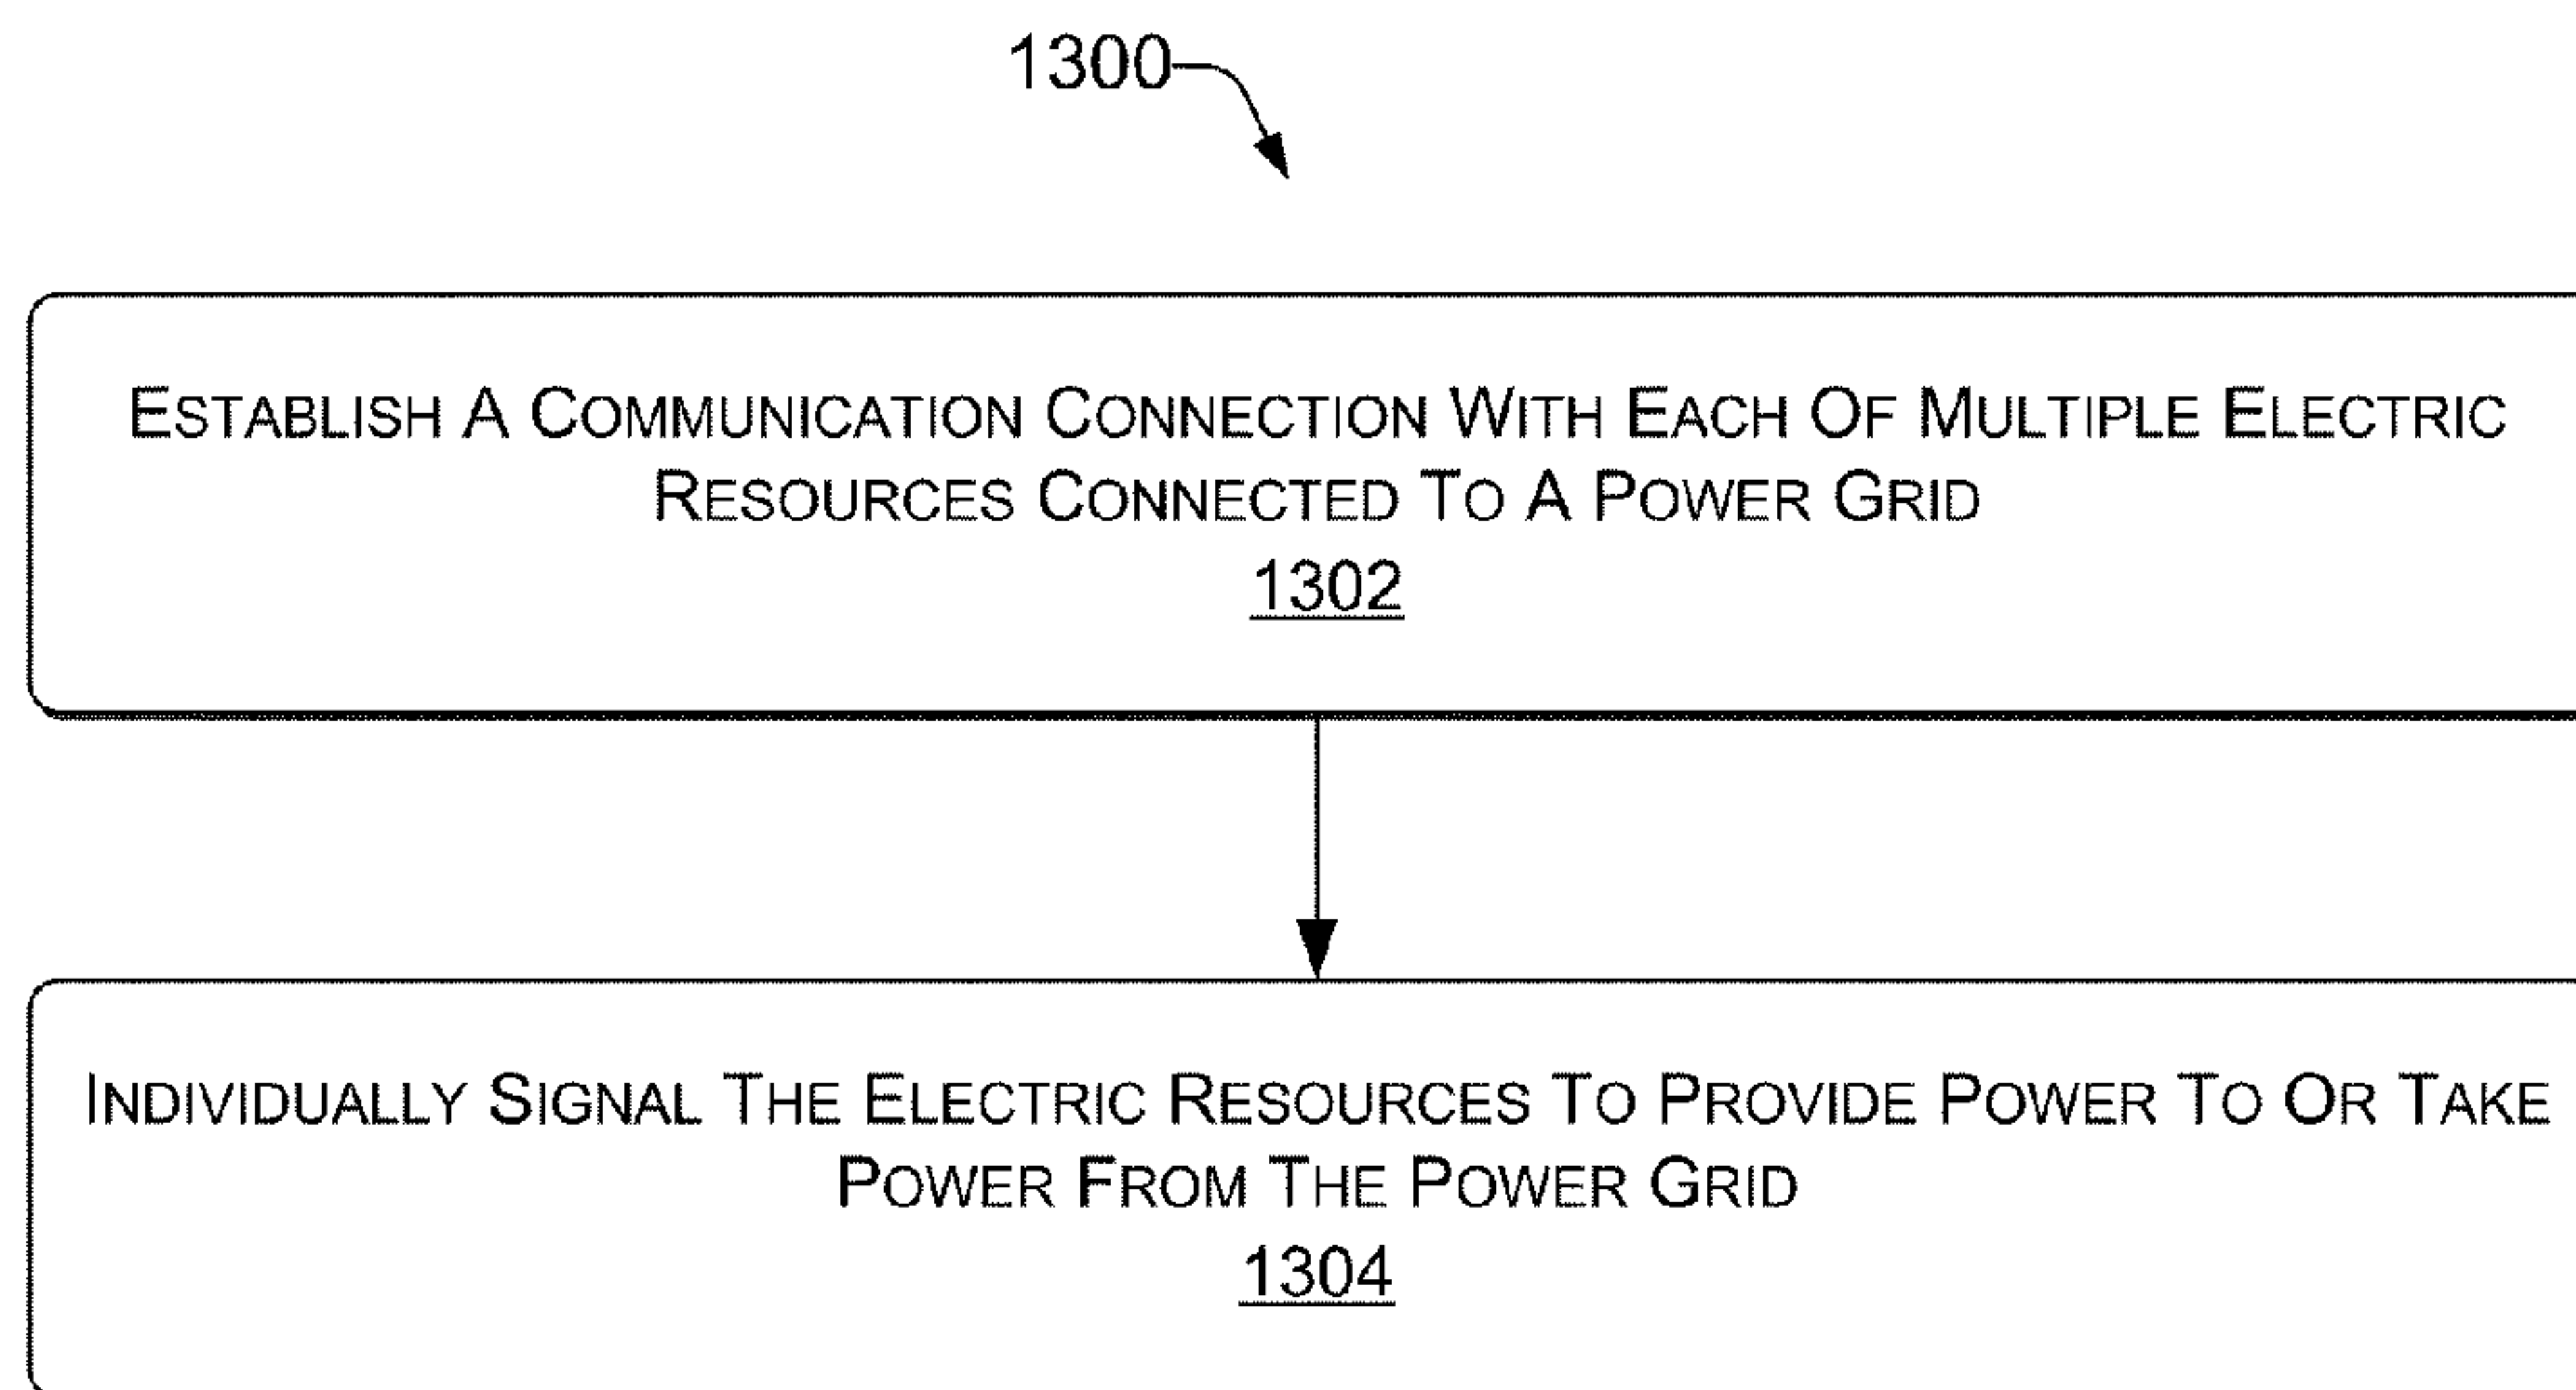 1300
ESTABLISH A COMMUNICATION CONNECTION WITH EACH OF MULTIPLE ELECTRIC
RESOURCES CONNECTED TO A POWER GRID
1302
INDIVIDUALLY SIGNAL THE ELECTRIC RESOURCES TO PROVIDE POWER TO OR TAKE
POWER FROM THE POWER GRID
1304